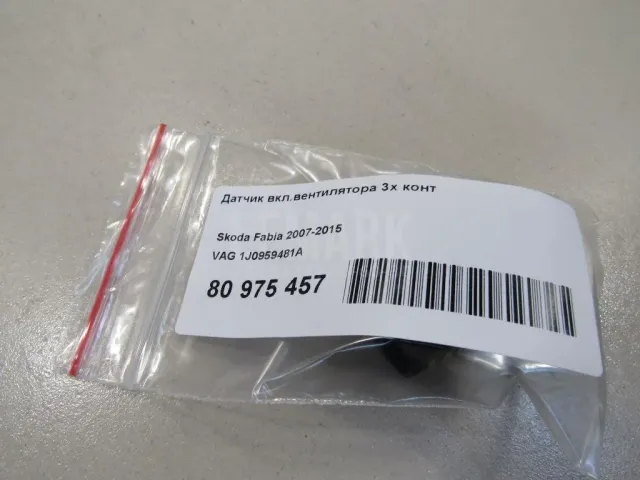 Датчик вкл.вентилятора 3х конт
Skoda Fabia 2007-2015
VAG 1J0959481A
80 975 457